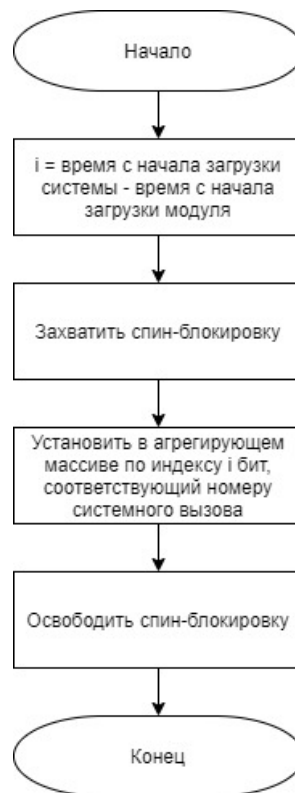 Начало
i = время с начала загрузки
системы - время с начала
загрузки модуля
Захватить спин-блокировку
Установить в агрегирующем
массиве по индексу i бит,
соответствующий номеру
системного вызова
Освободить спин-блокировку
Конец